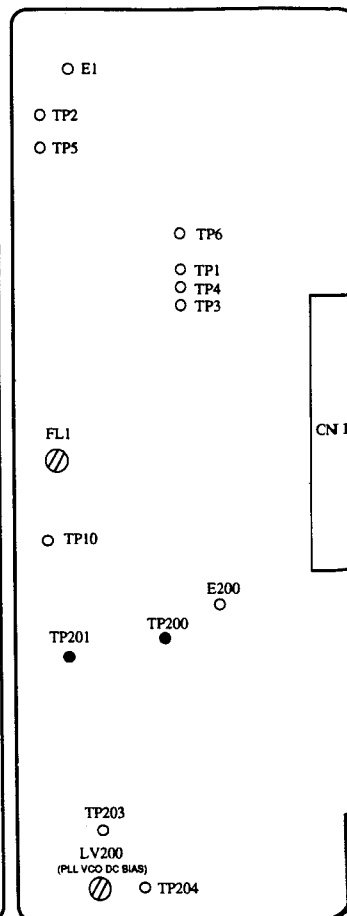 E1
TP2
TP5
TP6
TP1
TP4
TP3
CN 1
FL1
TP10
E200
TP200
TP201
TP203
LV200
(PLL VCO DC BIAS)
TP204